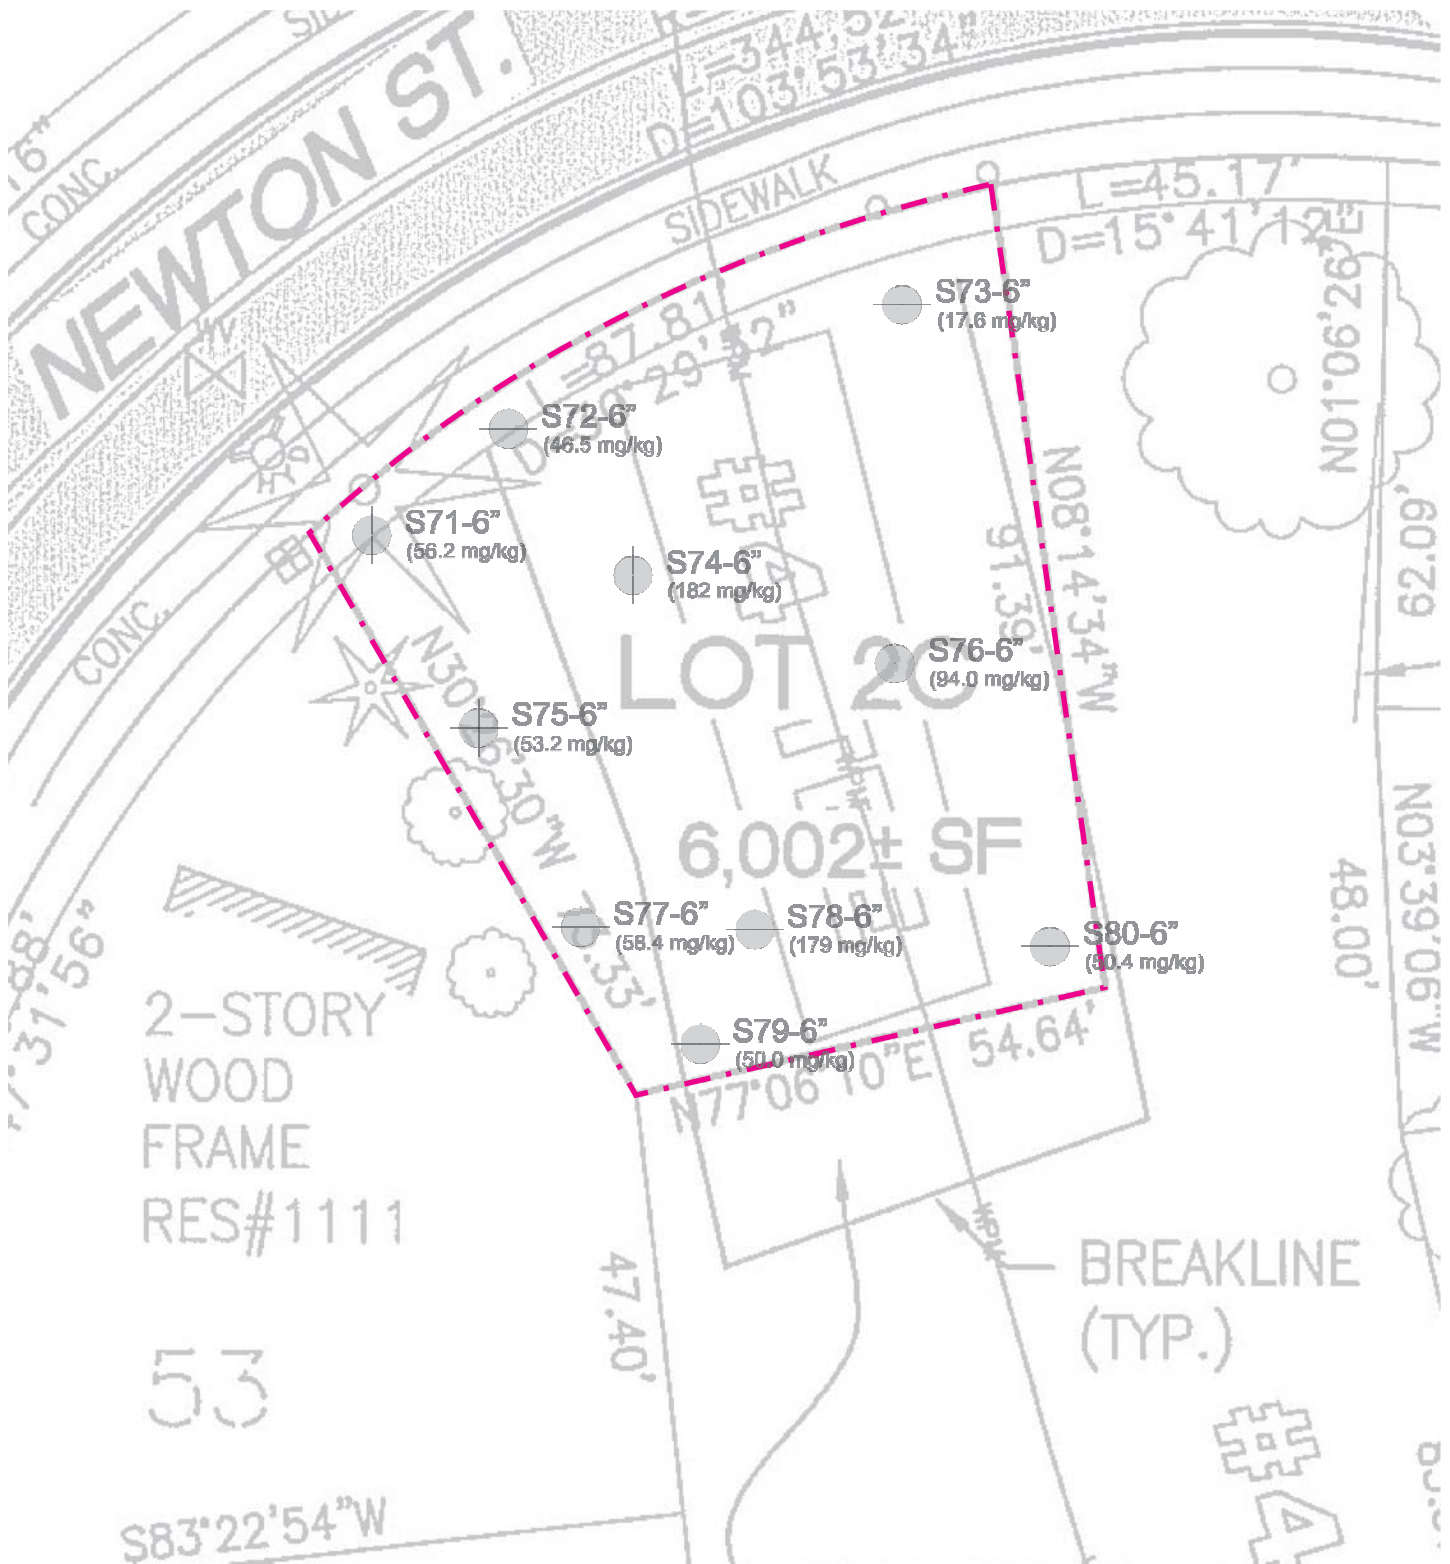 NEWTON ST.
L=344.52'
D=103°53'34"
CONC.
SIDEWALK
L=45.17'
D=15°41'12"
N01°06'26"E
S73-6”
(17.6 mg/kg)
WV
L=87.81'
S72-6”
(46.5 mg/kg)
HYD
S71-6”
(56.2 mg/kg)
#4
S74-6”
(182 mg/kg)
91.39'
N08°14'34"W
62.09'
CONC.
LOT 20
S76-6”
(94.0 mg/kg)
S75-6”
(53.2 mg/kg)
6,002± SF
N03°39'06"W
48.00'
S77-6”
(58.4 mg/kg)
S78-6”
(179 mg/kg)
S80-6”
(50.4 mg/kg)
2-STORY
WOOD
FRAME
RES#1111
S79-6”
(50.0 mg/kg)
N77°06'10"E 54.64'
47.40'
BREAKLINE
(TYP.)
53
#4
S83°22'54"W